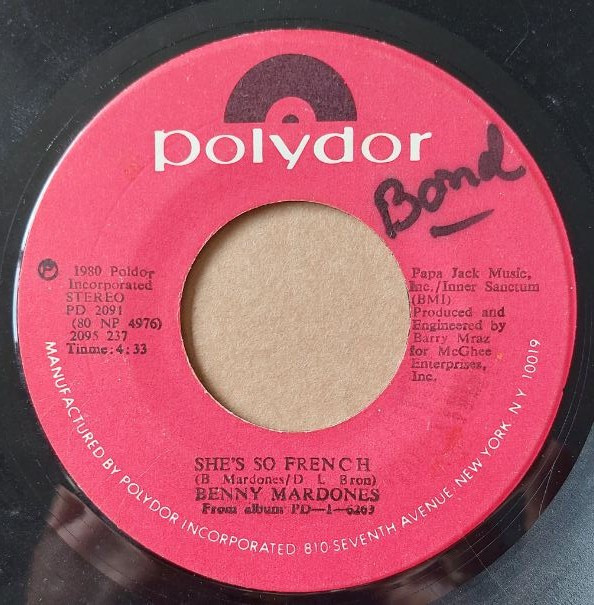 polydor
Bond
℗ 1980 Poldor
Incorporated
STEREO
PD 2091
(80 NP 4976)
2095 237
Tinme: 4:33
Papa Jack Music,
Inc./Inner Sanctum
(BMI)
Produced and
Engineered by
Barry Mraz
for McGhee
Enterprises,
Inc.
SHE'S SO FRENCH
(B Mardones/D L Bron)
BENNY MARDONES
From album PD—1—6263
MANUFACTURED BY POLYDOR INCORPORATED 810 SEVENTH AVENUE NEW YORK N Y 10019